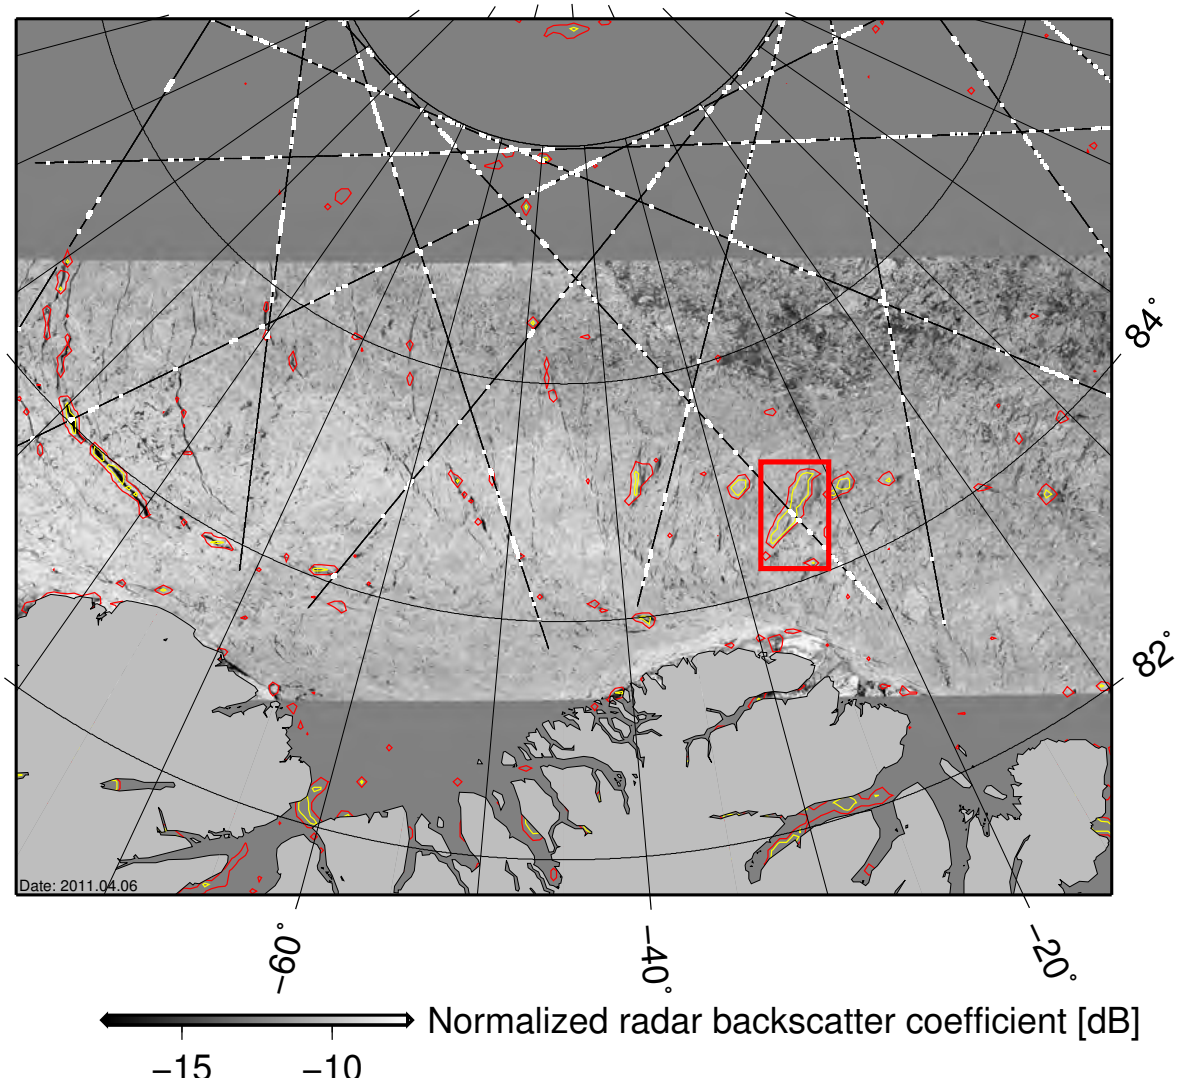 84°
82°
Date: 2011.04.06
−60° −40° −20°
Normalized radar backscatter coefficient [dB]
−15 −10